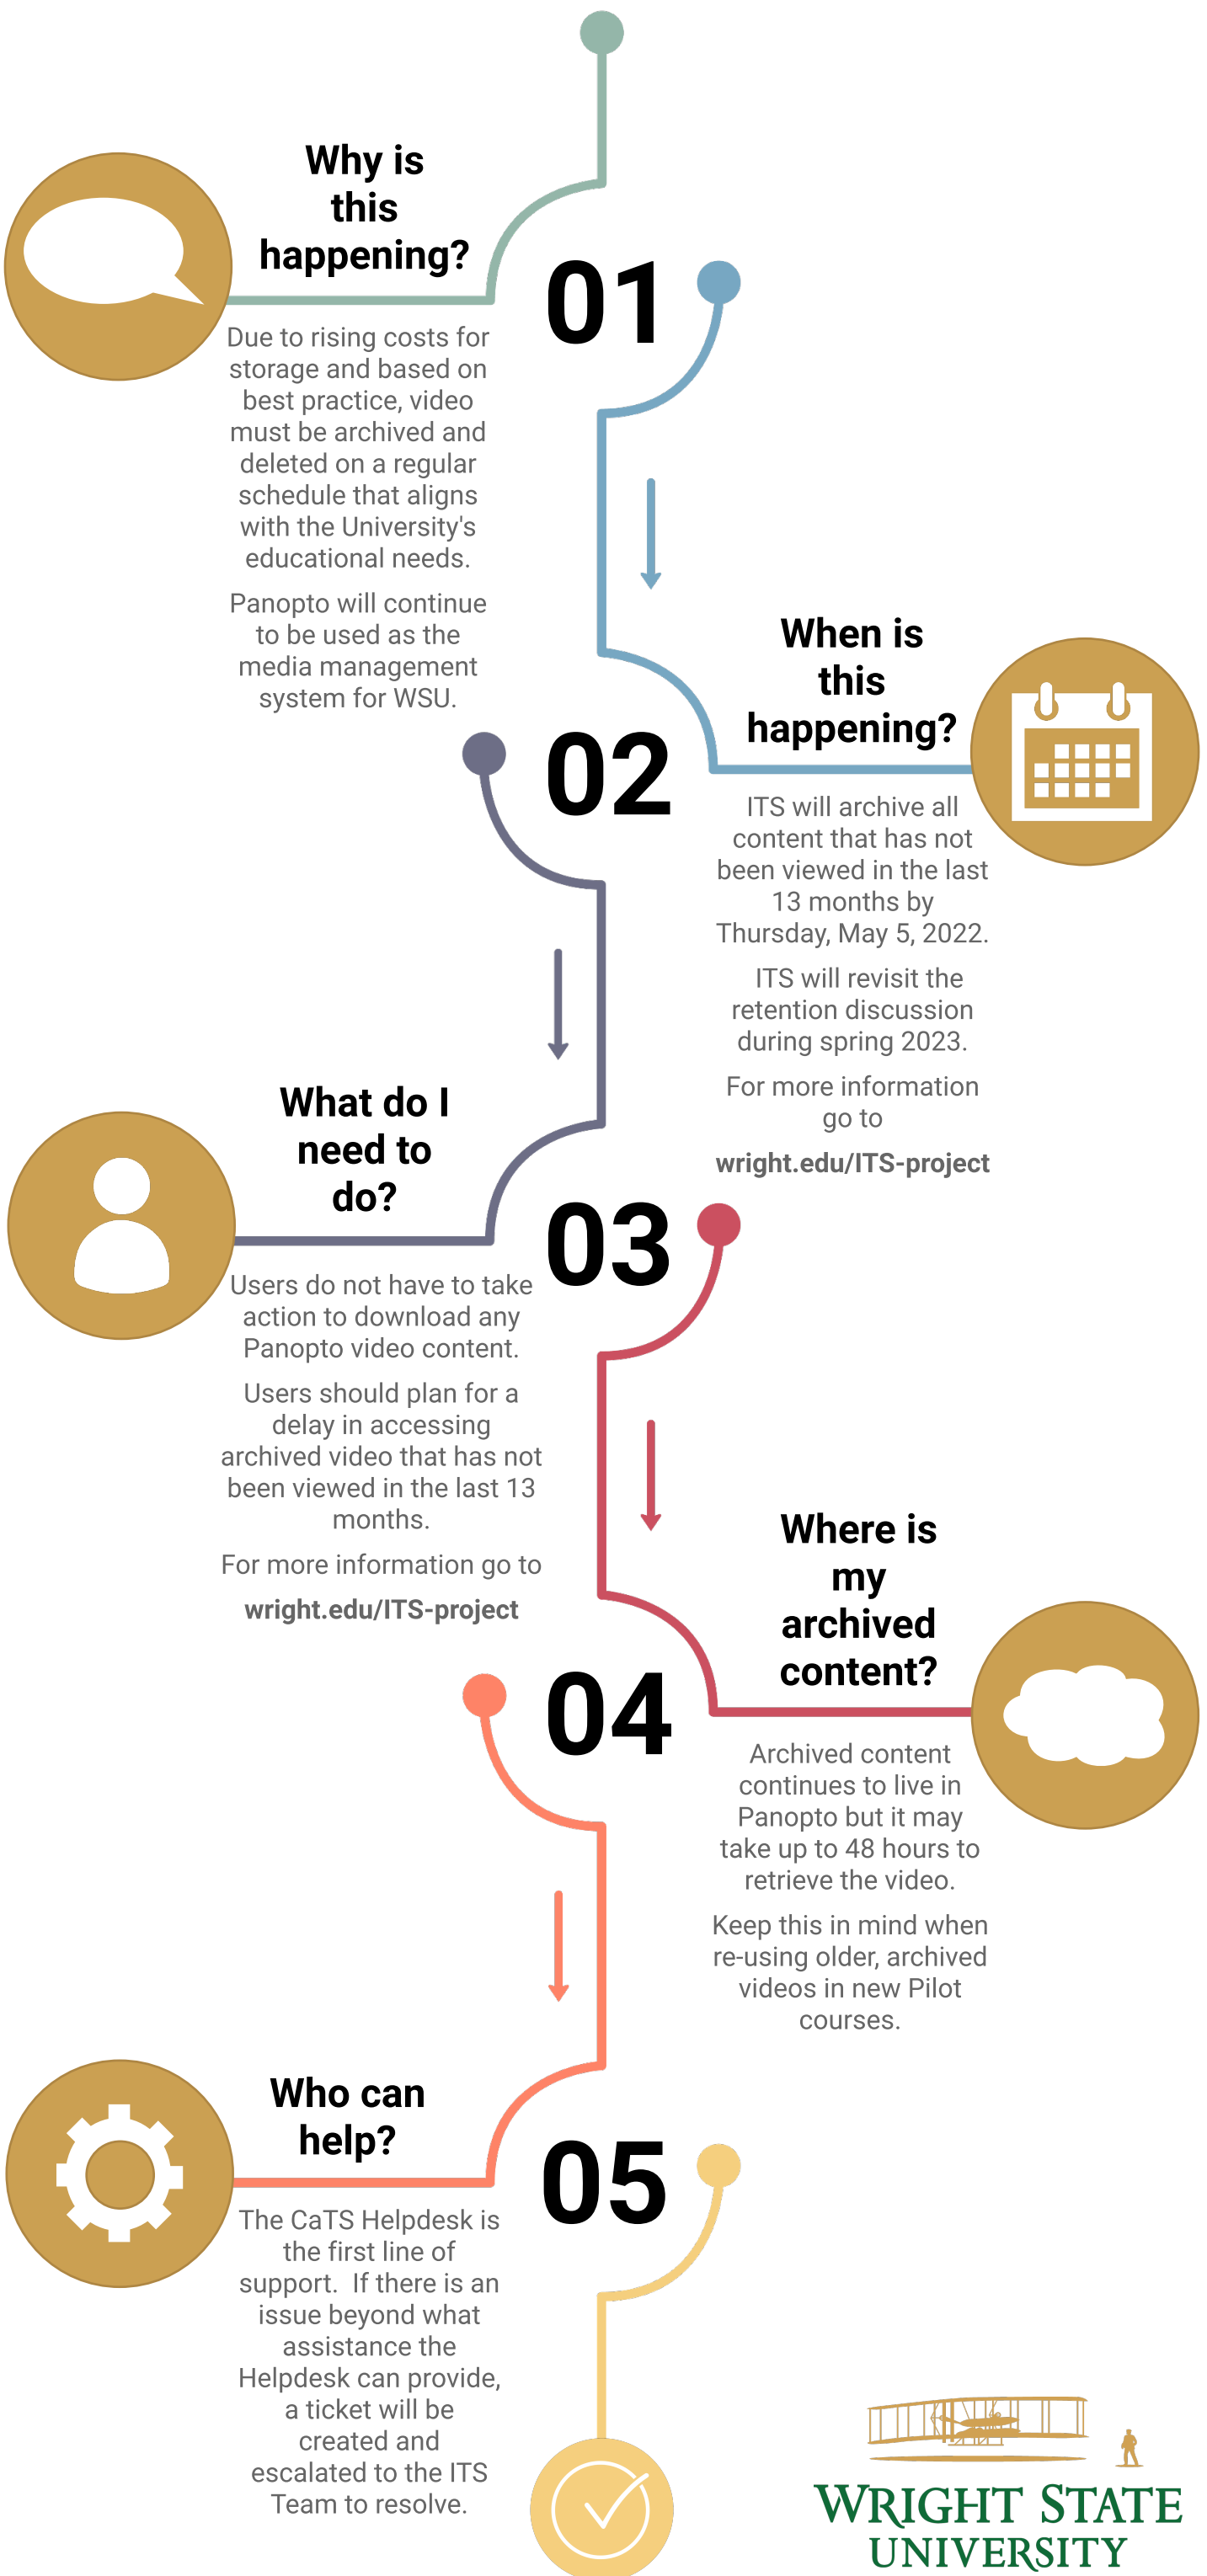 Why is
this
happening?
01
Due to rising costs for
storage and based on
best practice, video
must be archived and
deleted on a regular
schedule that aligns
with the University's
educational needs.
Panopto will continue
to be used as the
media management
system for WSU.
When is
this
happening?
02
ITS will archive all
content that has not
been viewed in the last
13 months by
Thursday, May 5, 2022.
ITS will revisit the
retention discussion
during spring 2023.
For more information
go to
wright.edu/ITS-project
What do I
need to
do?
03
Users do not have to take
action to download any
Panopto video content.
Users should plan for a
delay in accessing
archived video that has not
been viewed in the last 13
months.
For more information go to
wright.edu/ITS-project
Where is
my
archived
content?
04
Archived content
continues to live in
Panopto but it may
take up to 48 hours to
retrieve the video.
Keep this in mind when
re-using older, archived
videos in new Pilot
courses.
Who can
help?
05
The CaTS Helpdesk is
the first line of
support.  If there is an
issue beyond what
assistance the
Helpdesk can provide,
a ticket will be
created and
escalated to the ITS
Team to resolve.
WRIGHT STATE
UNIVERSITY